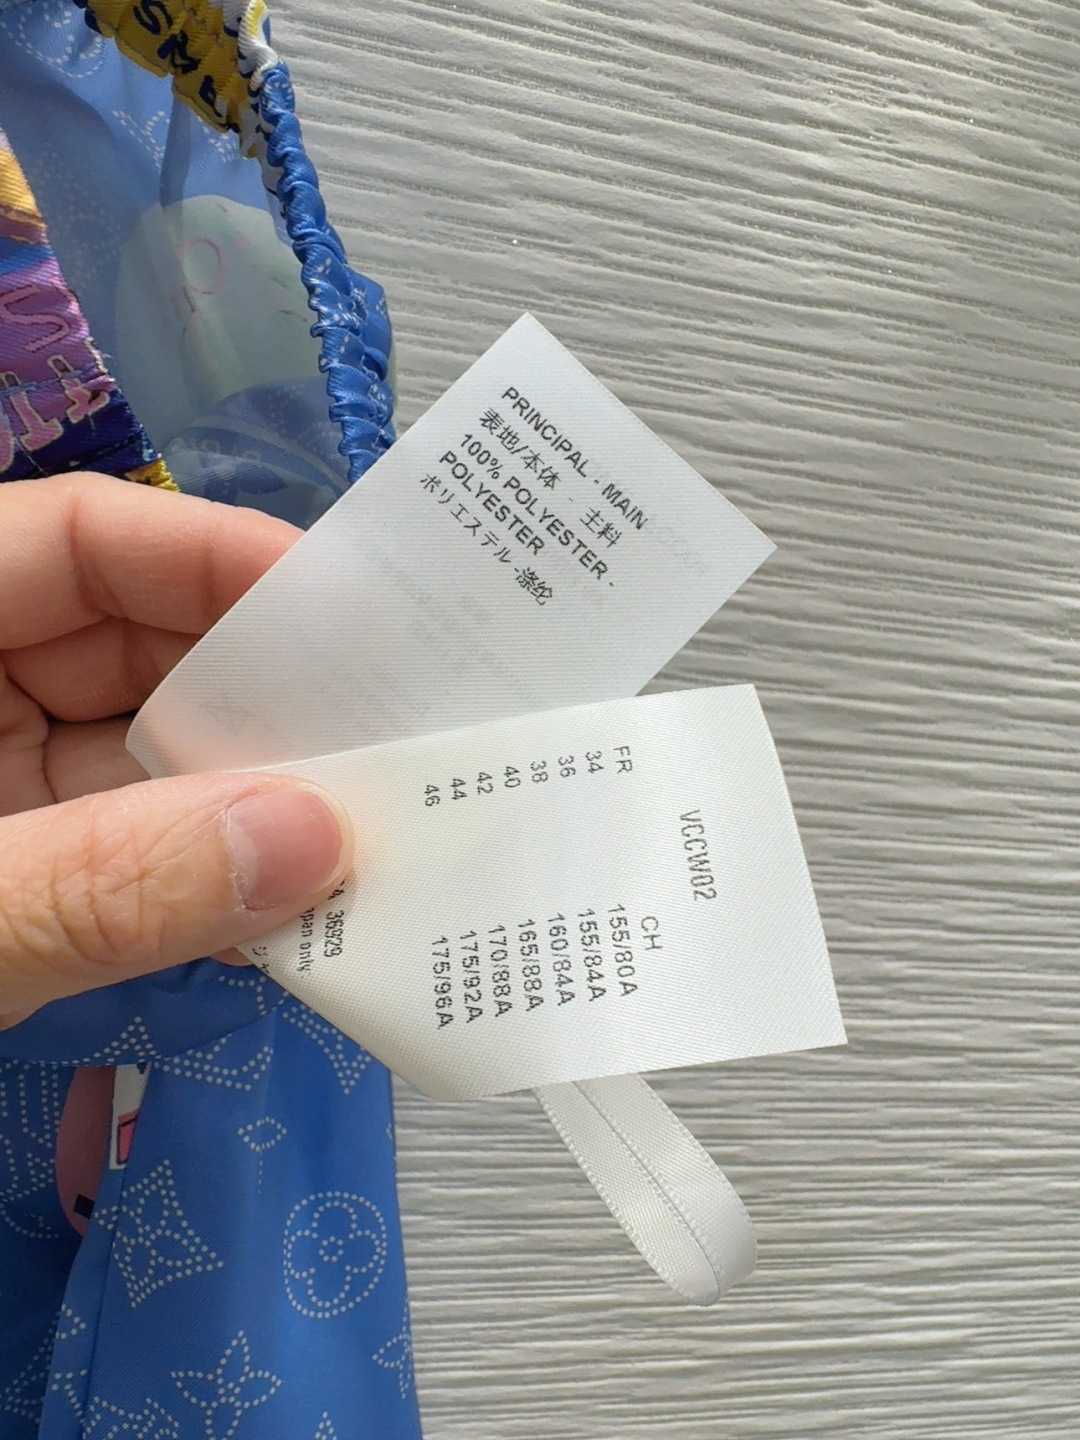 PRINCIPAL - MAIN
表地/本体 - 主料
100% POLYESTER -
POLYESTER
ポリエステル -涤纶
VCCW02
FR CH
34 155/80A
36 155/84A
38 160/84A
40 165/88A
42 170/88A
44 175/92A
46 175/96A
36929
only: